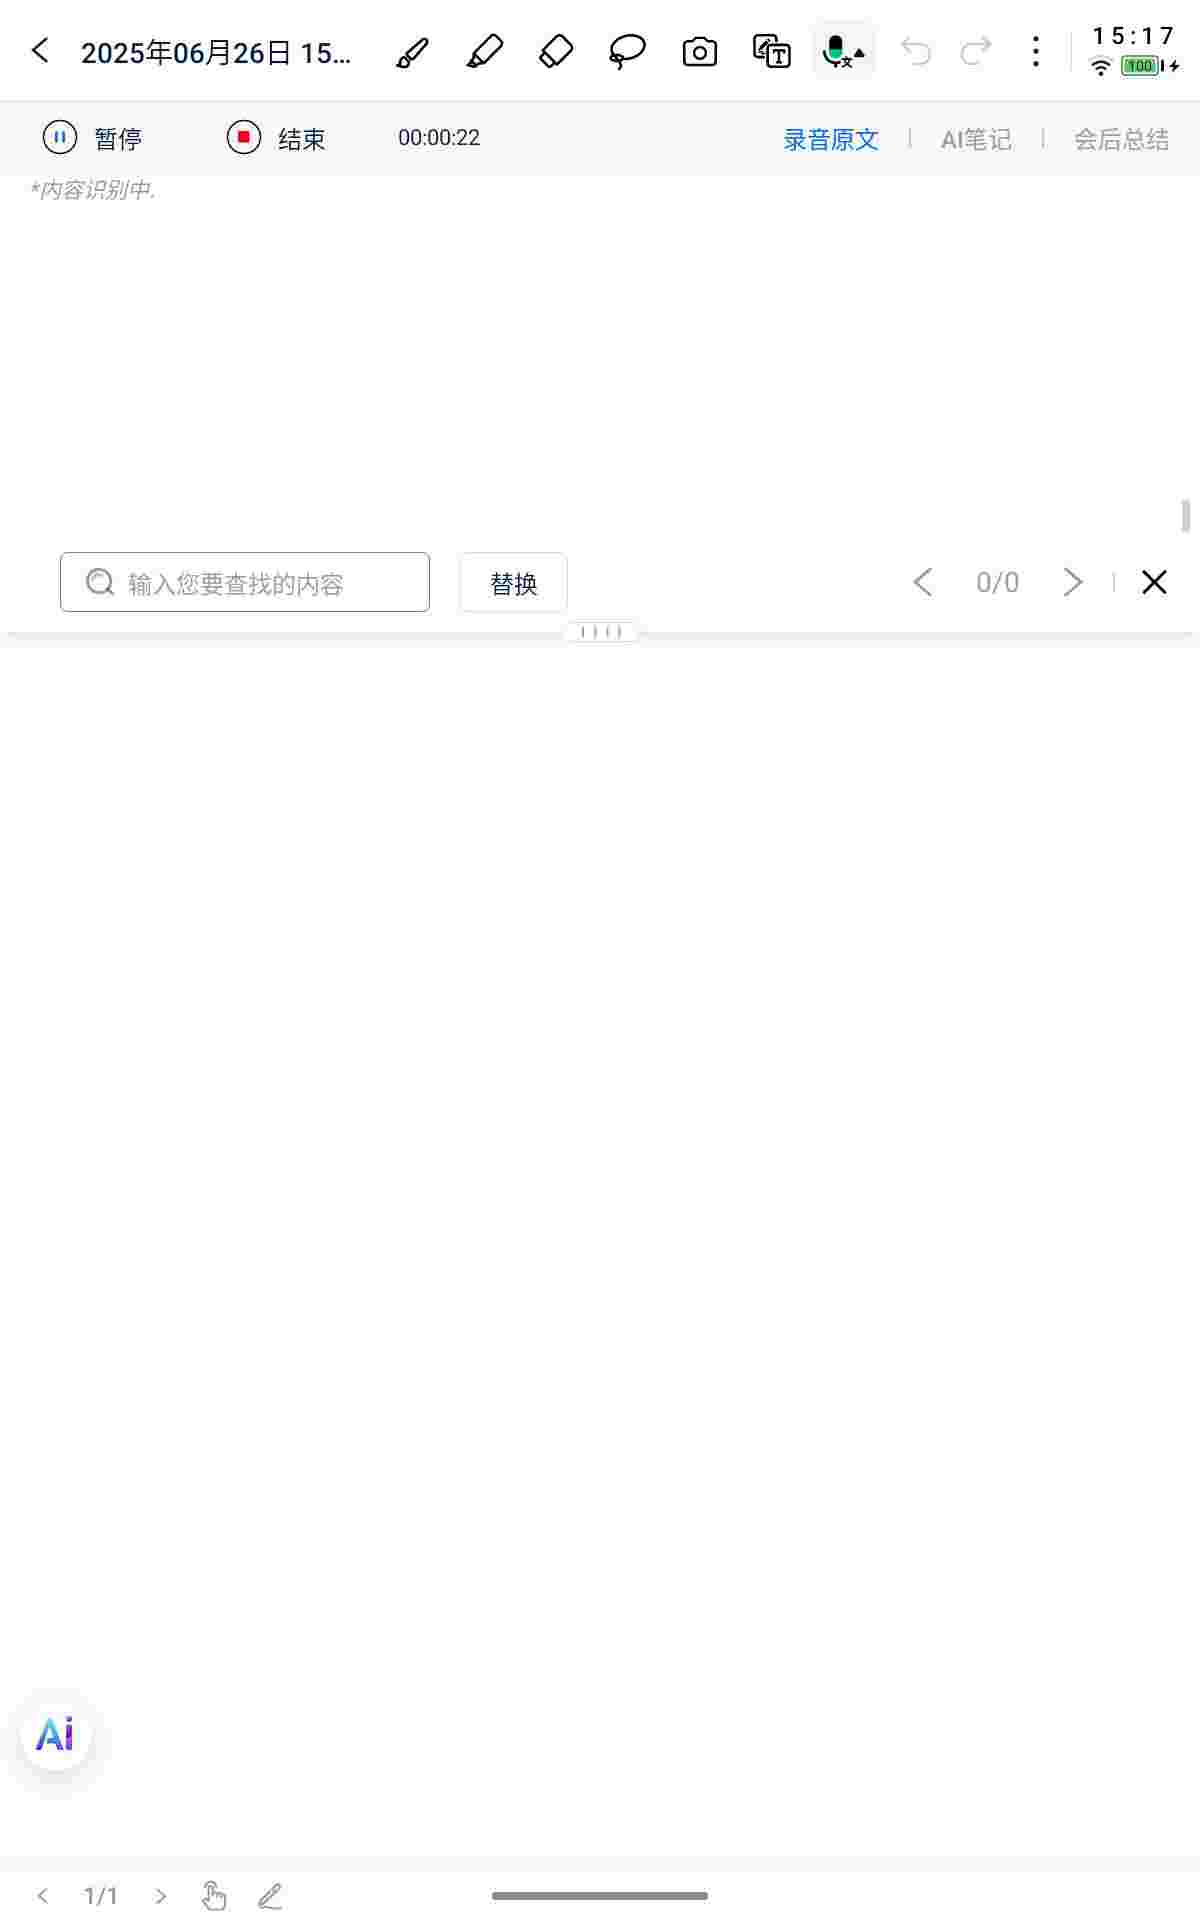 2025年06月26日 15...
15:17
100
暂停 结束 00:00:22 录音原文 AI笔记 会后总结
*内容识别中.
输入您要查找的内容 替换 0/0
Ai
1/1